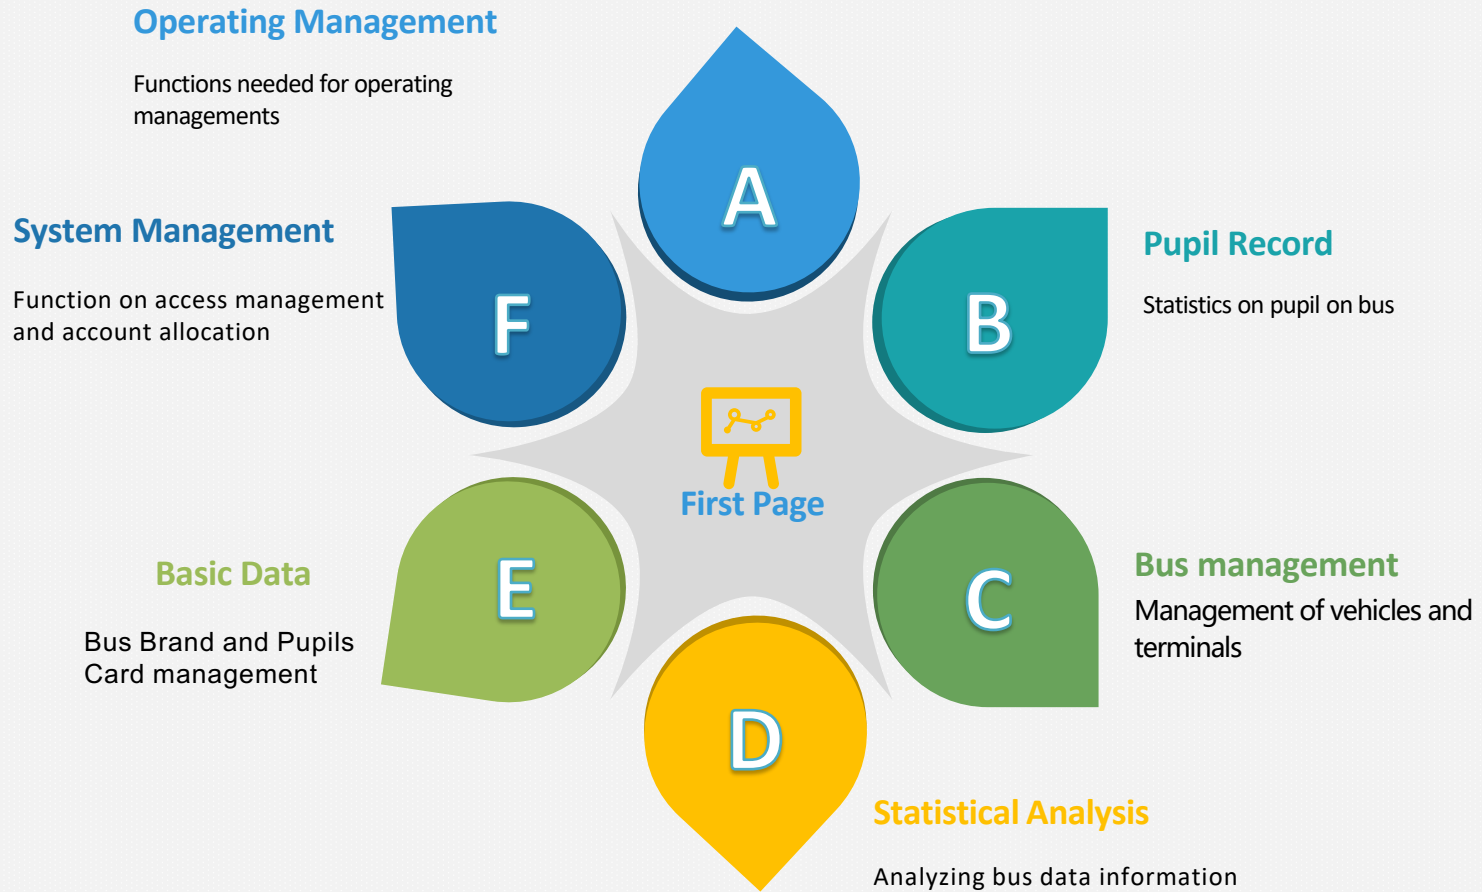 Operating Management
Functions needed for operating
managements
A
System Management
Function on access management
and account allocation
F
B
Pupil Record
Statistics on pupil on bus
First Page
Basic Data
Bus Brand and Pupils
Card management
E
C
Bus management
Management of vehicles and
terminals
D
Statistical Analysis
Analyzing bus data information